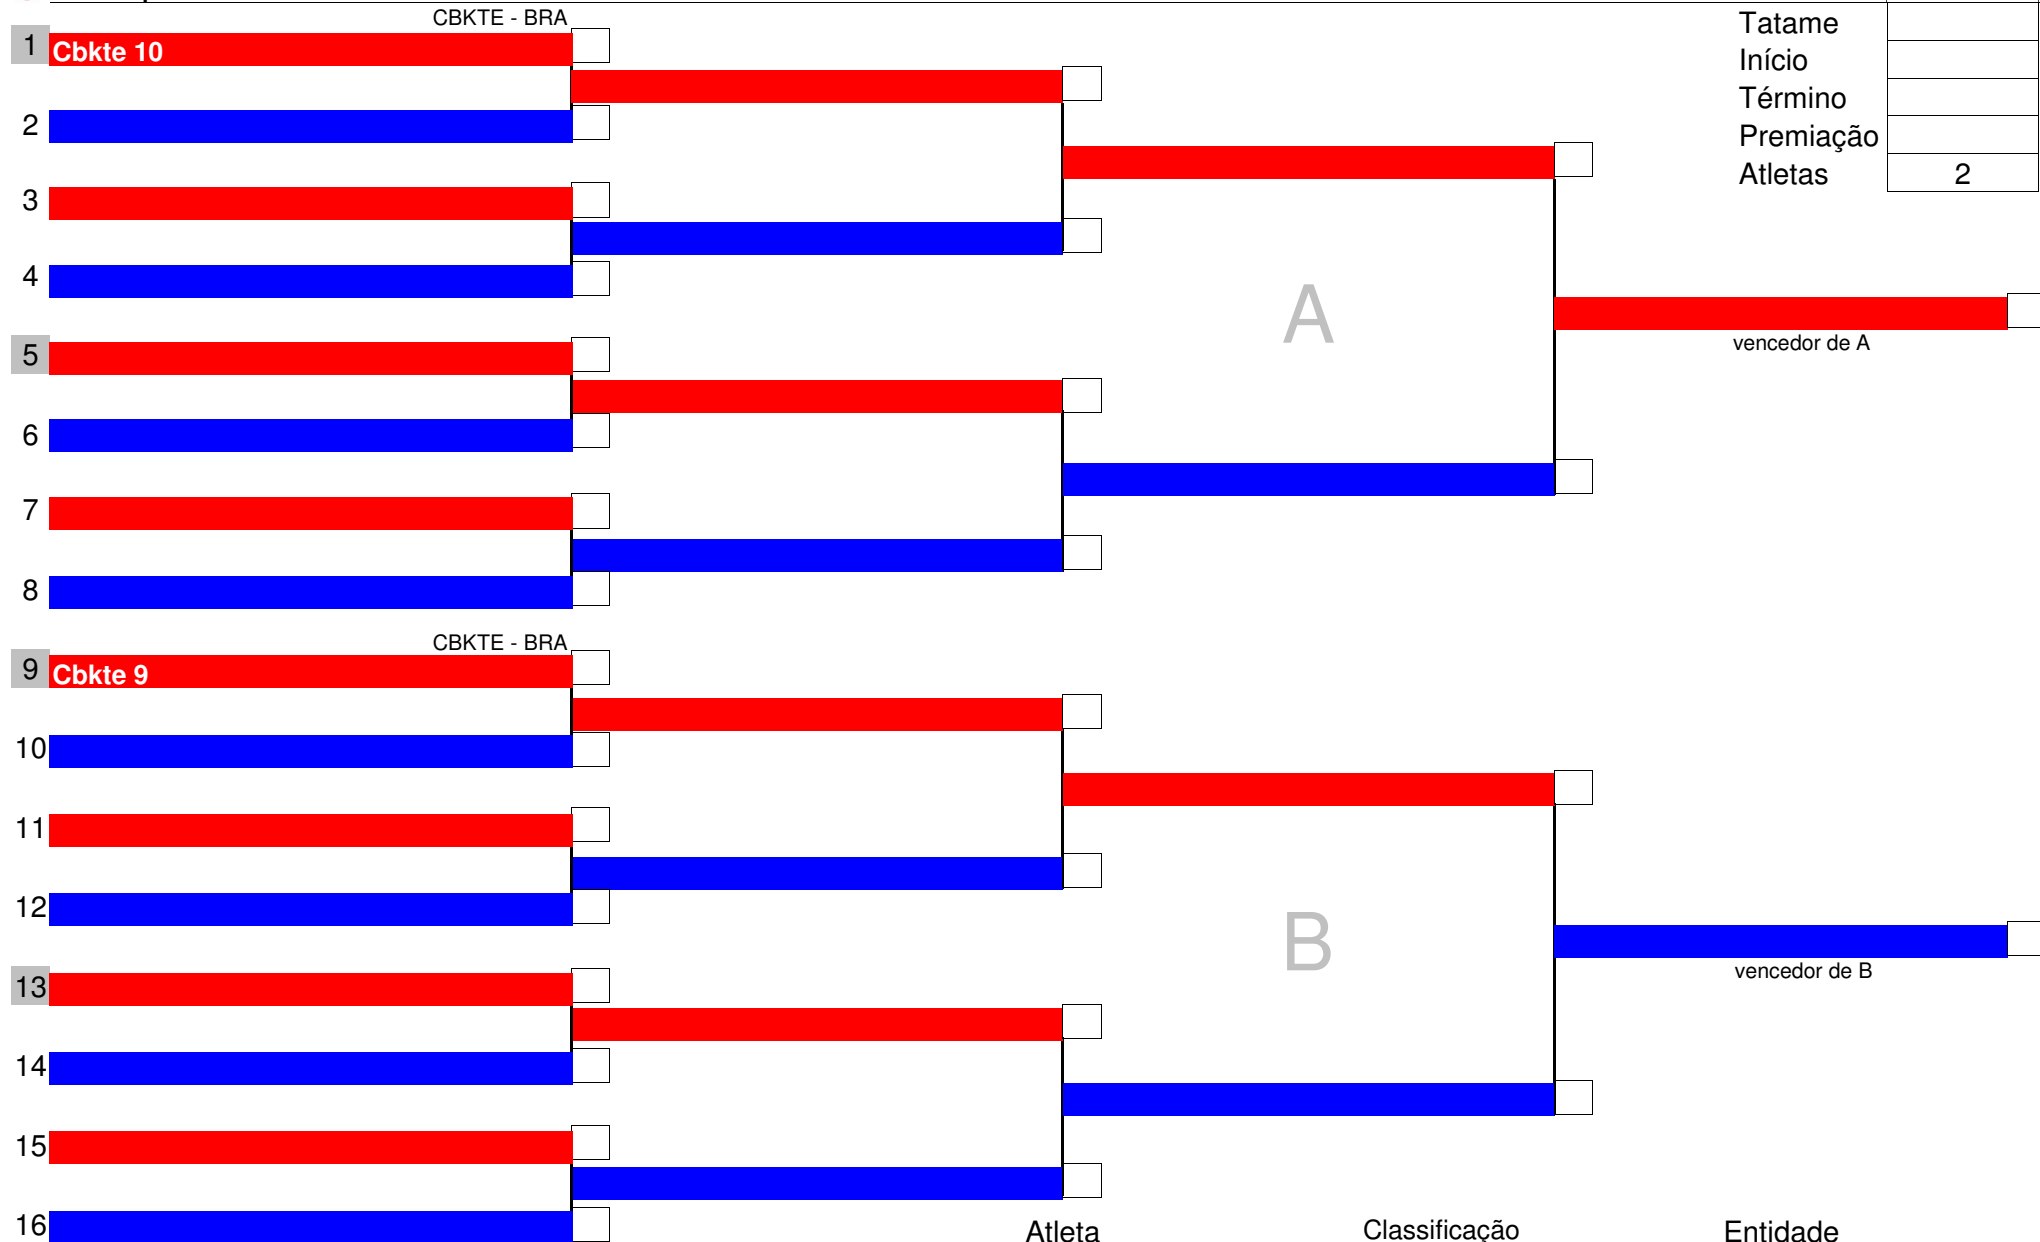 CBKTE - BRA
1 Cbkte 10
2
3
4
5
6
7
8
CBKTE - BRA
9 Cbkte 9
10
11
12
13
14
15
16
Tatame
Início
Término
Premiação
Atletas 2
A
vencedor de A
B
vencedor de B
Atleta Classificação Entidade